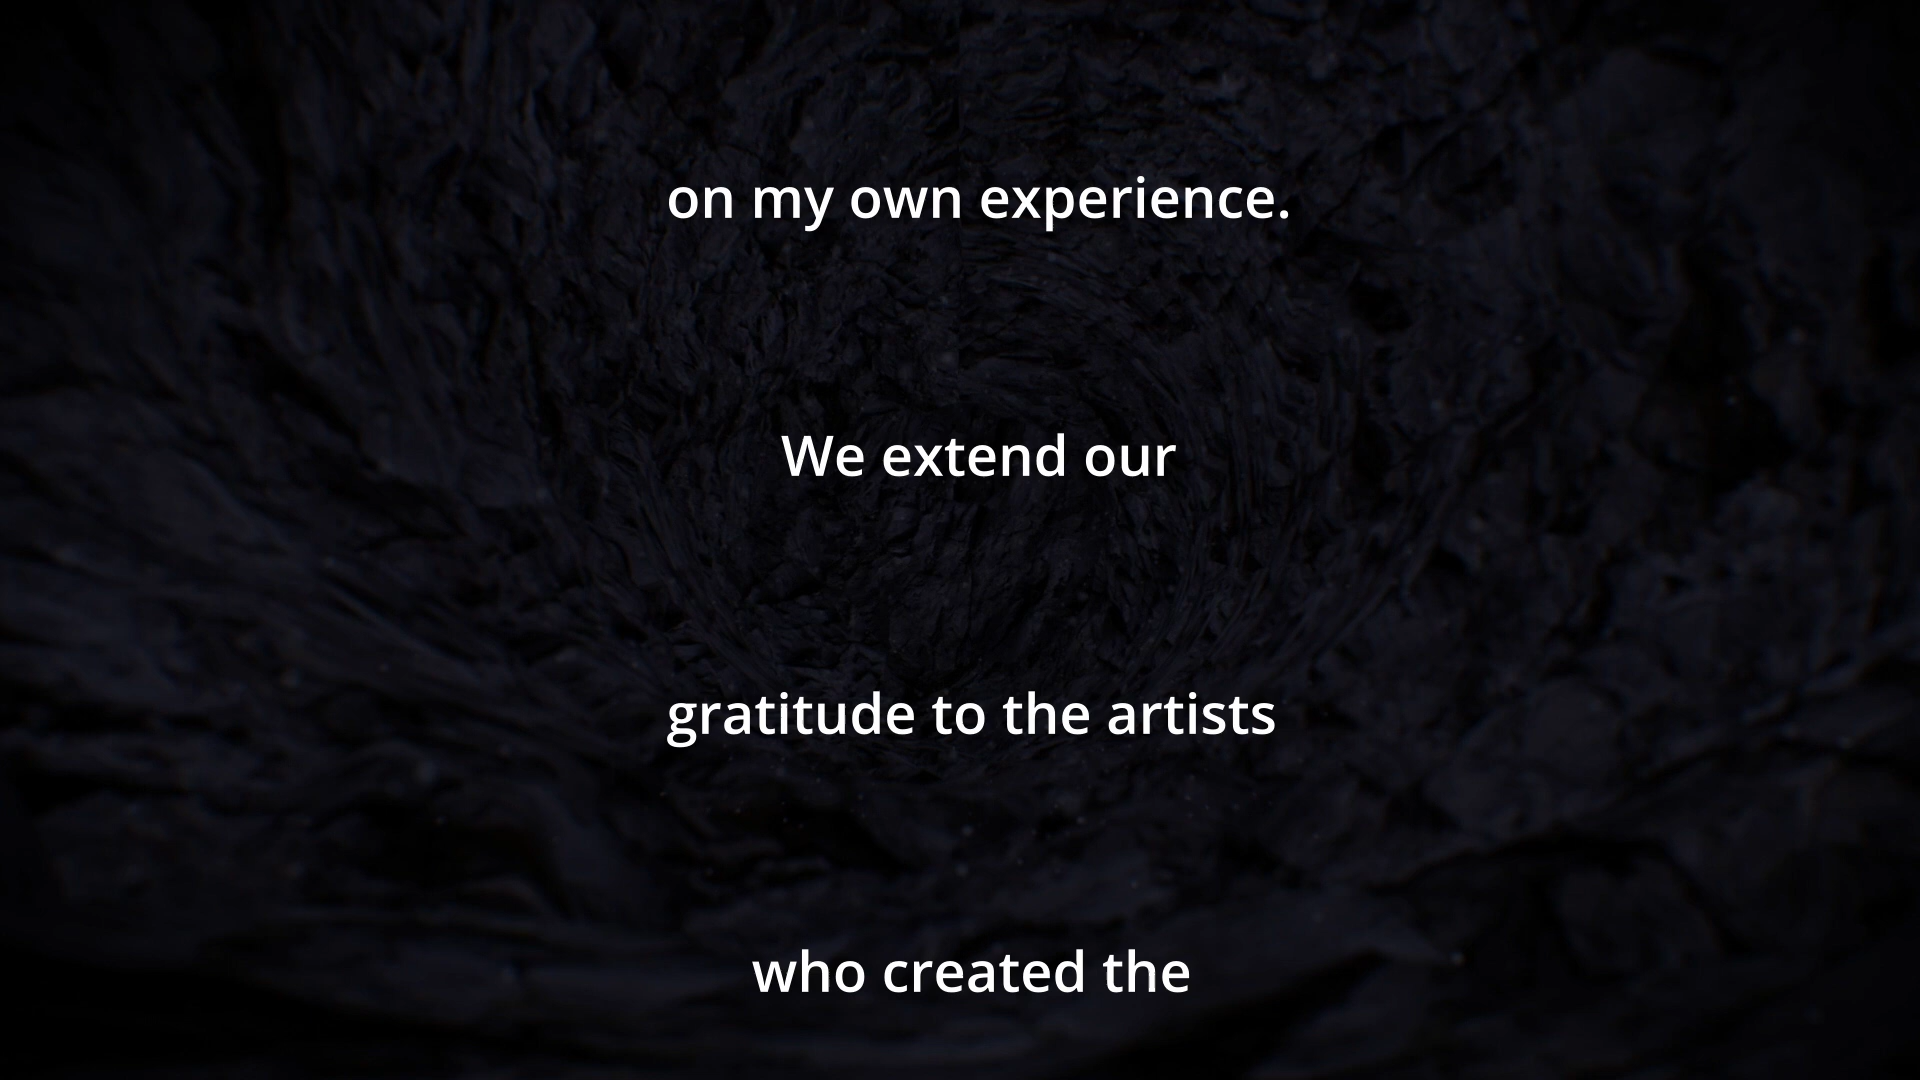 on my own experience.
We extend our
gratitude to the artists
who created the